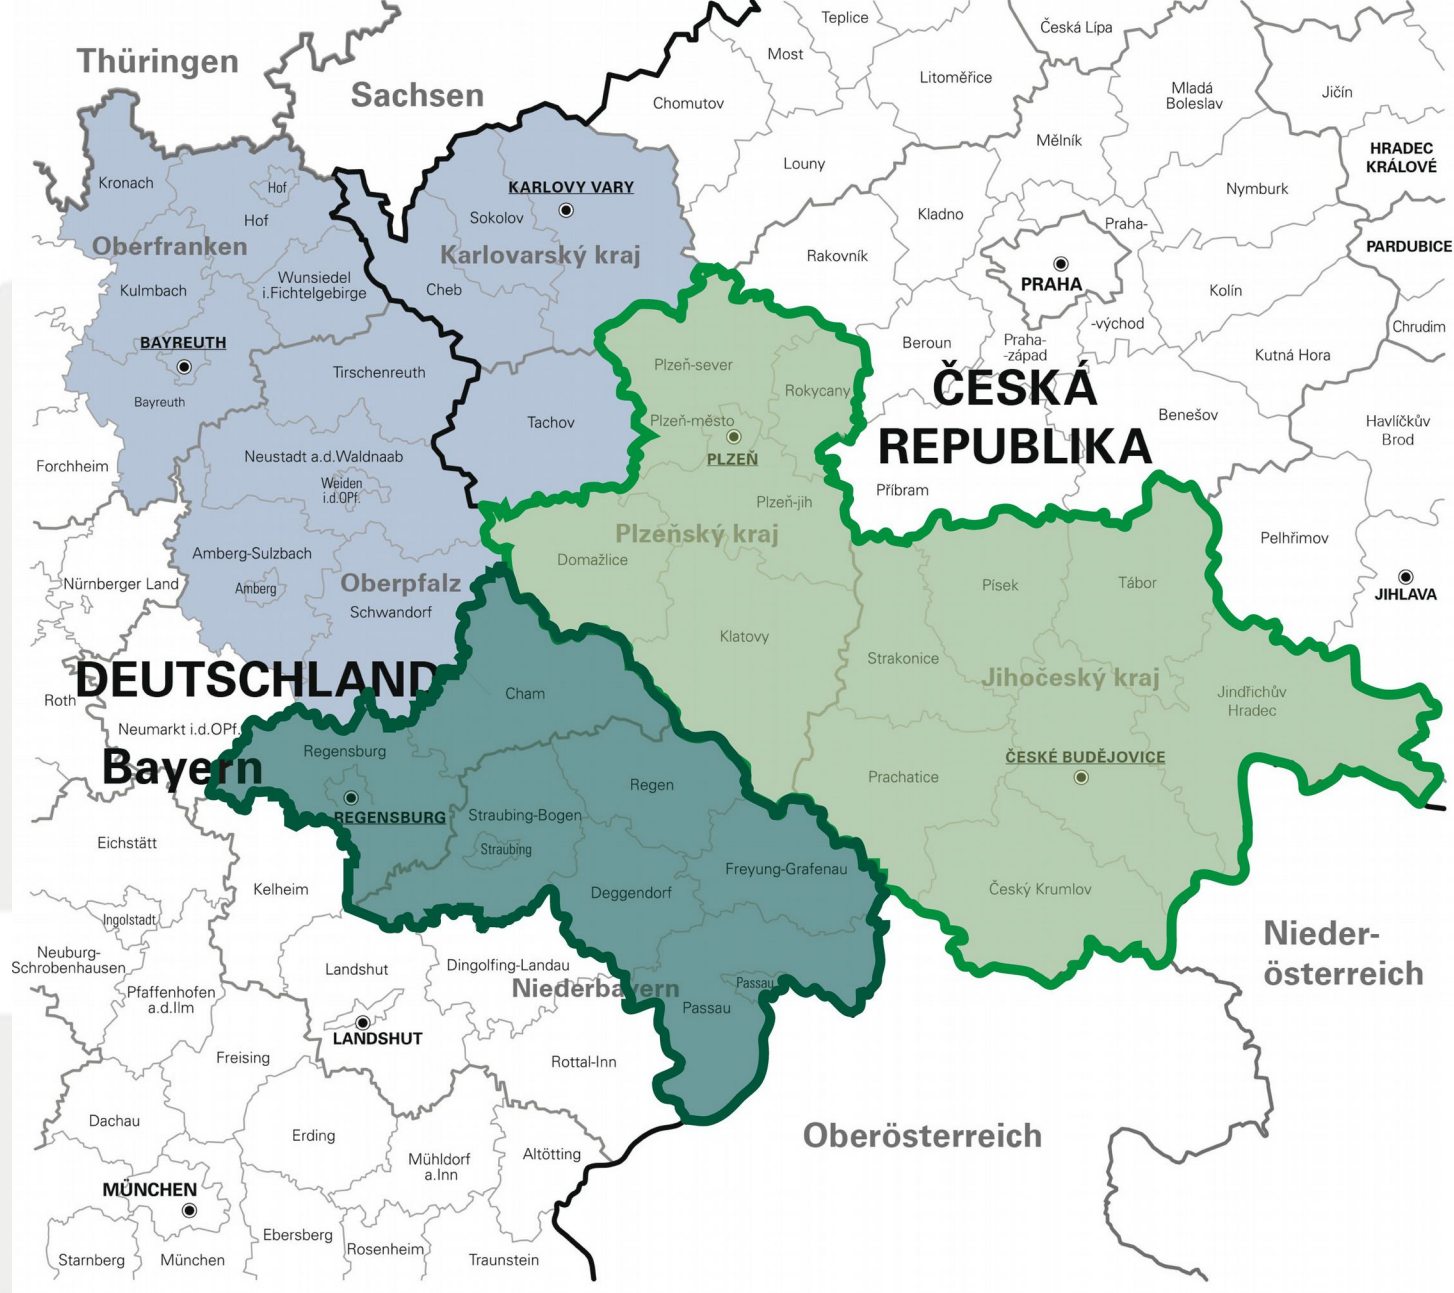 Teplice
Česká Lípa
Thüringen
Most
Litoměřice
Sachsen
Chomutov
Mladá
Boleslav
Jičín
Mělník
HRADEC
KRÁLOVÉ
Louny
Kronach
Hof
KARLOVY VARY
Nymburk
Hof
Sokolov
Kladno
Praha-
Oberfranken
Karlovarský kraj
Rakovník
PARDUBICE
Wunsiedel
i.Fichtelgebirge
Kulmbach
Cheb
PRAHA
Kolín
-východ
Chrudim
BAYREUTH
Beroun
Praha-
-západ
Kutná Hora
Tirschenreuth
Plzeň-sever
Rokycany
ČESKÁ
REPUBLIKA
Bayreuth
Tachov
Plzeň-město
Benešov
Havlíčkův
Brod
PLZEŇ
Forchheim
Neustadt a.d.Waldnaab
Weiden
i.d.OPf.
Příbram
Plzeň-jih
Plzeňský kraj
Pelhřimov
Amberg-Sulzbach
Domažlice
Nürnberger Land
Amberg
Oberpfalz
Písek
Tábor
JIHLAVA
Schwandorf
Klatovy
Strakonice
DEUTSCHLAND
Jihočeský kraj
Roth
Cham
Jindřichův
Hradec
Neumarkt i.d.OPf.
Regensburg
ČESKÉ BUDĚJOVICE
Bayern
Regen
Prachatice
REGENSBURG
Straubing-Bogen
Eichstätt
Straubing
Freyung-Grafenau
Kelheim
Deggendorf
Český Krumlov
Ingolstadt
Nieder-
österreich
Neuburg-
Schrobenhausen
Landshut
Dingolfing-Landau
Niederbayern
Passau
Pfaffenhofen
a.d.Ilm
Passau
LANDSHUT
Freising
Rottal-Inn
Dachau
Erding
Oberösterreich
Mühldorf
a.Inn
Altötting
MÜNCHEN
Ebersberg
Rosenheim
Starnberg
München
Traunstein